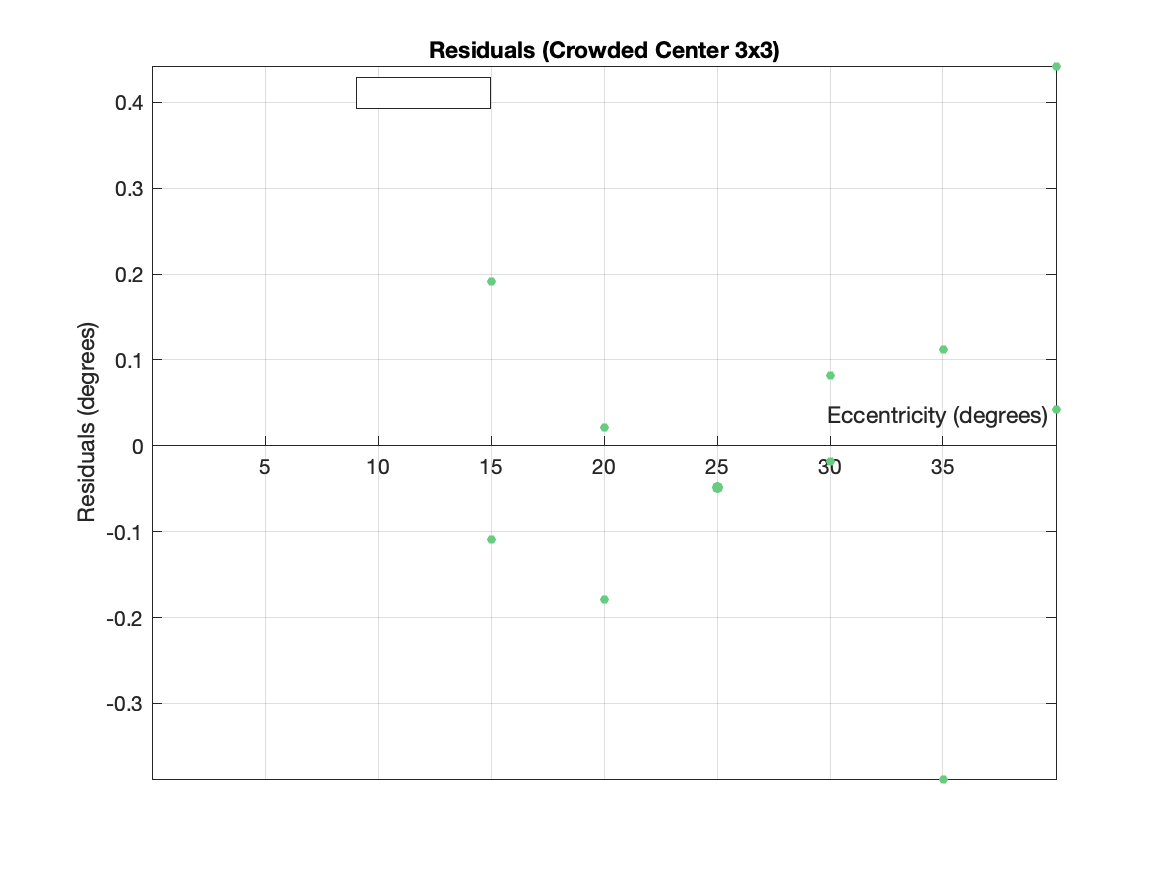 Residuals (Crowded Center 3x3)
0.4
0.3
0.2
0.1
Eccentricity (degrees)
0
5 10 15 20 25 30 35
-0.1
-0.2
-0.3
Residuals (degrees)